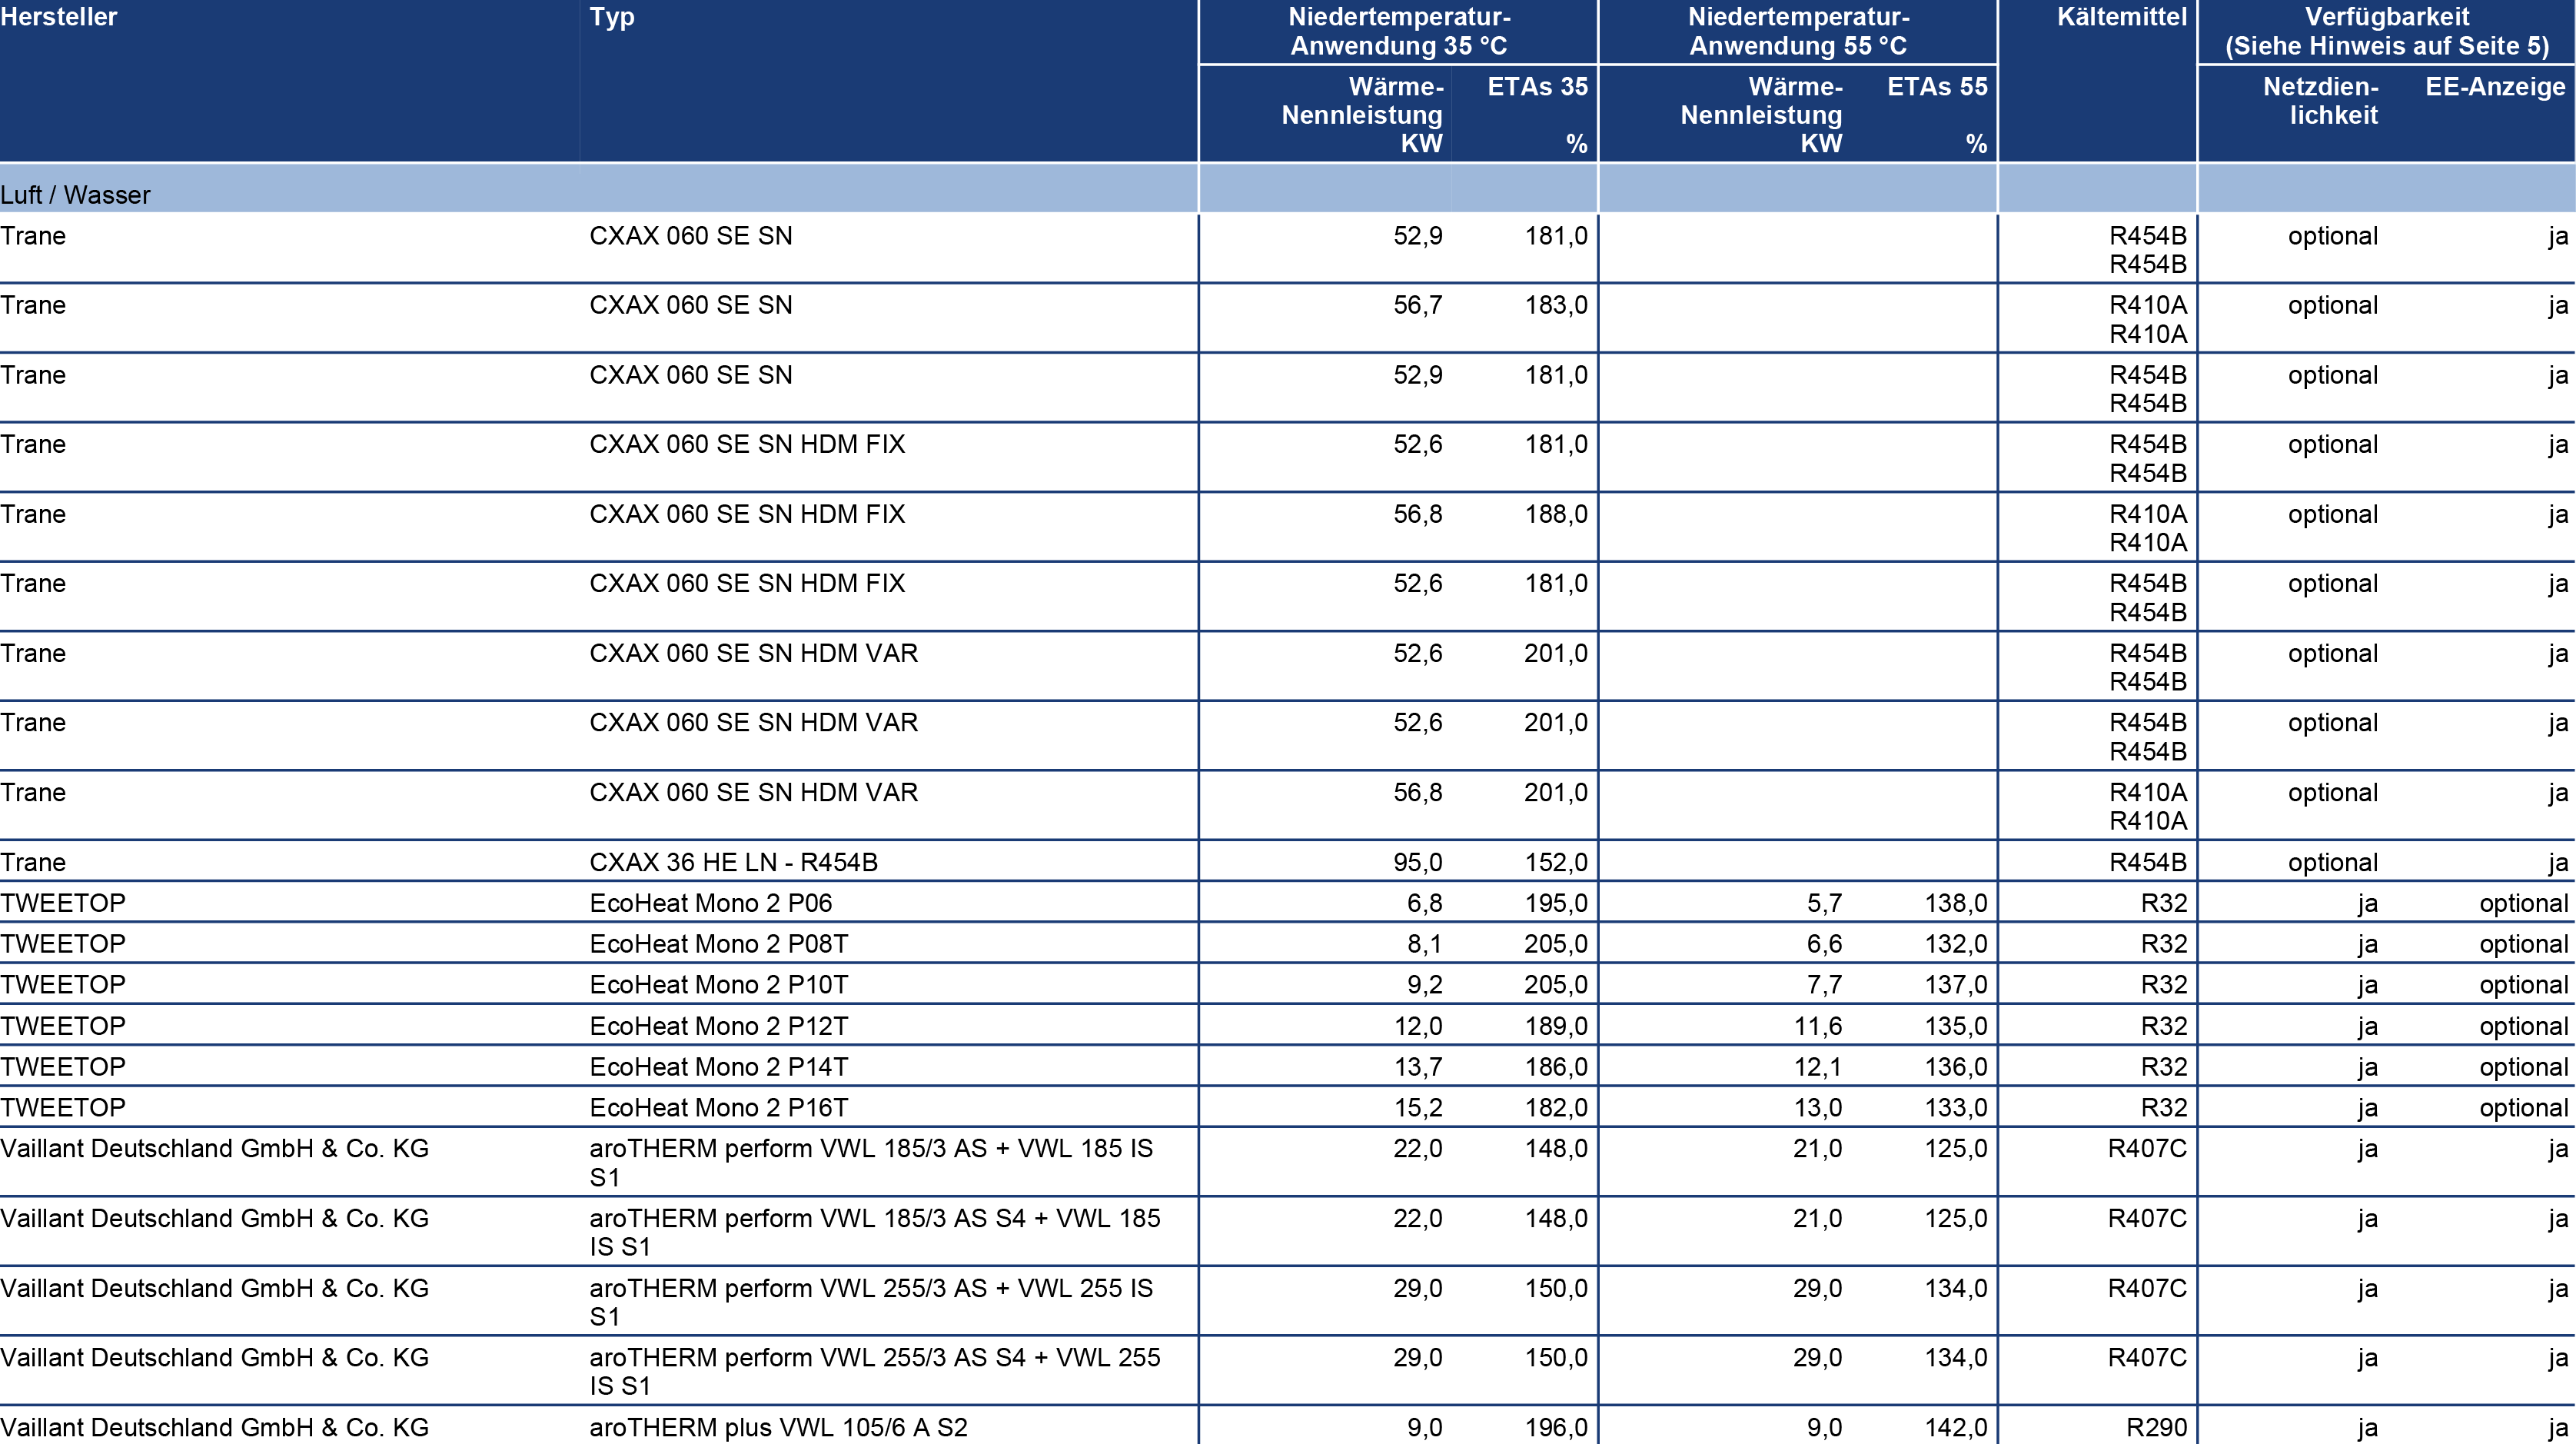 Hersteller Typ Niedertemperatur- Niedertemperatur- Kältemittel Verfügbarkeit
Anwendung 35 °C Anwendung 55 °C (Siehe Hinweis auf Seite 5)
Wärme- ETAs 35 Wärme- ETAs 55 Netzdien- EE-Anzeige
Nennleistung Nennleistung lichkeit
KW % KW %
Luft / Wasser
Trane CXAX 060 SE SN 52,9 181,0 R454B optional ja
R454B
Trane CXAX 060 SE SN 56,7 183,0 R410A optional ja
R410A
Trane CXAX 060 SE SN 52,9 181,0 R454B optional ja
R454B
Trane CXAX 060 SE SN HDM FIX 52,6 181,0 R454B optional ja
R454B
Trane CXAX 060 SE SN HDM FIX 56,8 188,0 R410A optional ja
R410A
Trane CXAX 060 SE SN HDM FIX 52,6 181,0 R454B optional ja
R454B
Trane CXAX 060 SE SN HDM VAR 52,6 201,0 R454B optional ja
R454B
Trane CXAX 060 SE SN HDM VAR 52,6 201,0 R454B optional ja
R454B
Trane CXAX 060 SE SN HDM VAR 56,8 201,0 R410A optional ja
R410A
Trane CXAX 36 HE LN - R454B 95,0 152,0 R454B optional ja
TWEETOP EcoHeat Mono 2 P06 6,8 195,0 5,7 138,0 R32 ja optional
TWEETOP EcoHeat Mono 2 P08T 8,1 205,0 6,6 132,0 R32 ja optional
TWEETOP EcoHeat Mono 2 P10T 9,2 205,0 7,7 137,0 R32 ja optional
TWEETOP EcoHeat Mono 2 P12T 12,0 189,0 11,6 135,0 R32 ja optional
TWEETOP EcoHeat Mono 2 P14T 13,7 186,0 12,1 136,0 R32 ja optional
TWEETOP EcoHeat Mono 2 P16T 15,2 182,0 13,0 133,0 R32 ja optional
Vaillant Deutschland GmbH & Co. KG aroTHERM perform VWL 185/3 AS + VWL 185 IS 22,0 148,0 21,0 125,0 R407C ja ja
S1
Vaillant Deutschland GmbH & Co. KG aroTHERM perform VWL 185/3 AS S4 + VWL 185 22,0 148,0 21,0 125,0 R407C ja ja
IS S1
Vaillant Deutschland GmbH & Co. KG aroTHERM perform VWL 255/3 AS + VWL 255 IS 29,0 150,0 29,0 134,0 R407C ja ja
S1
Vaillant Deutschland GmbH & Co. KG aroTHERM perform VWL 255/3 AS S4 + VWL 255 29,0 150,0 29,0 134,0 R407C ja ja
IS S1
Vaillant Deutschland GmbH & Co. KG aroTHERM plus VWL 105/6 A S2 9,0 196,0 9,0 142,0 R290 ja ja